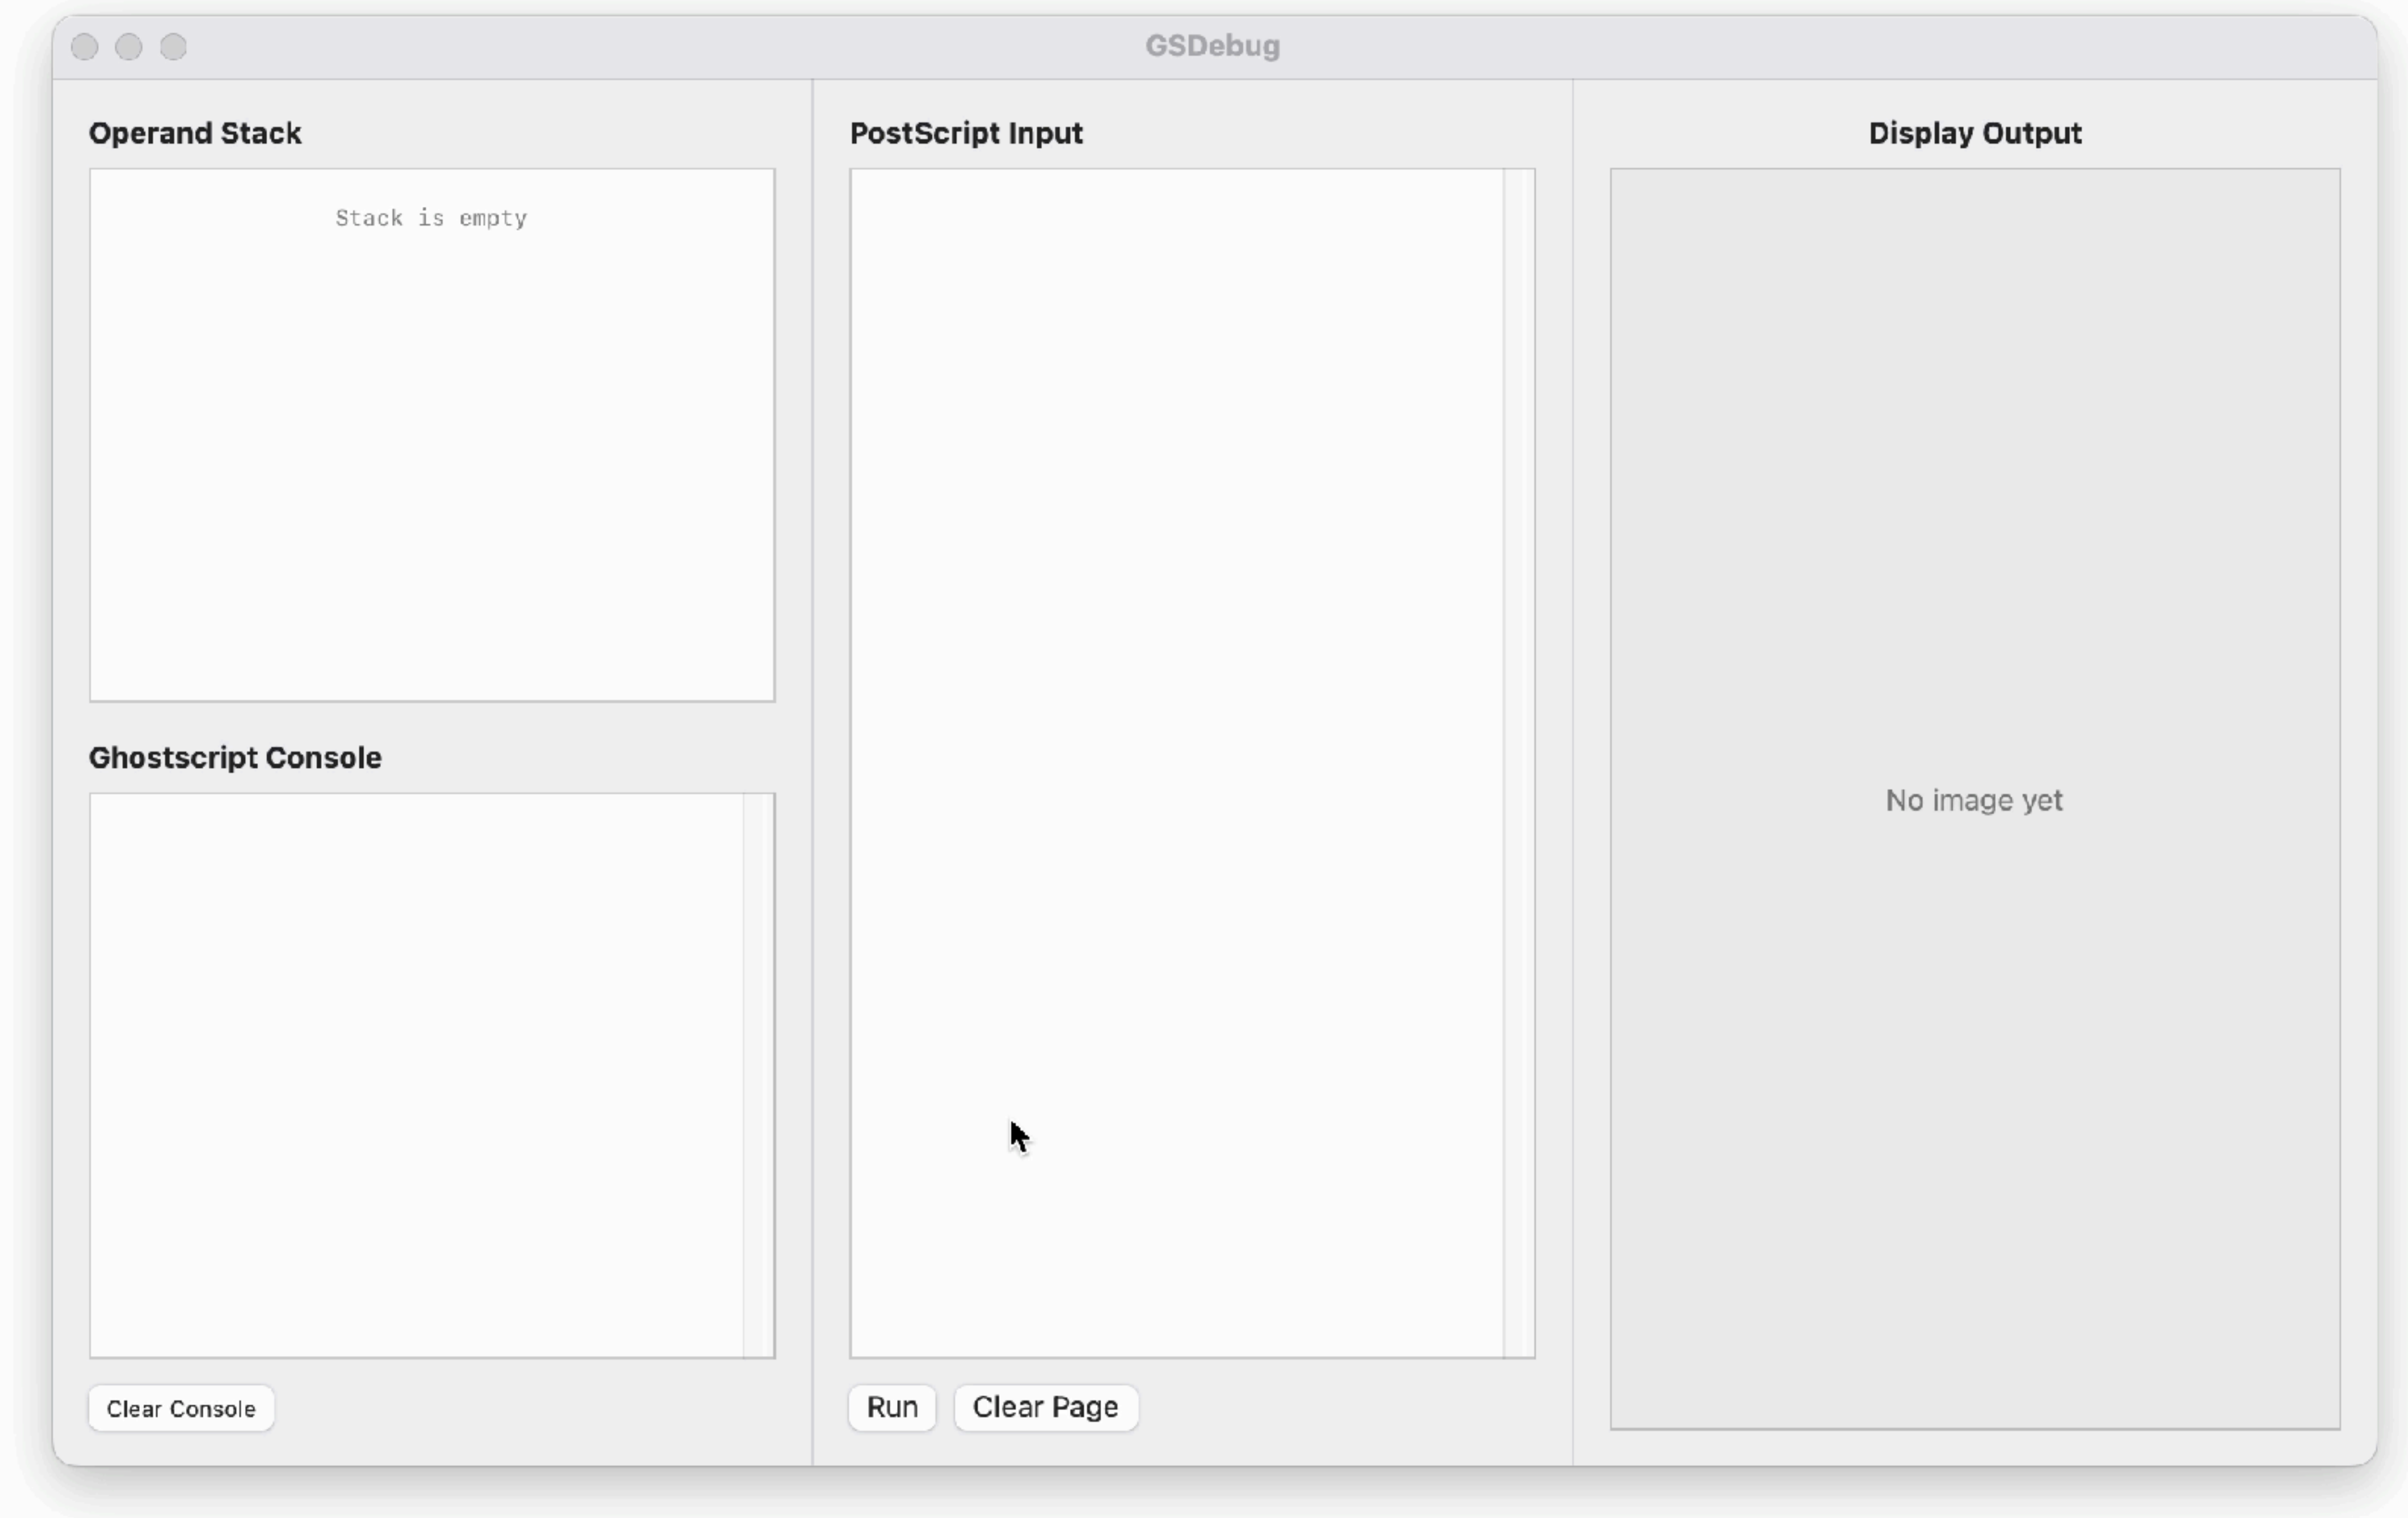 GSDebug
Operand Stack
Stack is empty
Ghostscript Console
Clear Console
PostScript Input
Run
Clear Page
Display Output
No image yet